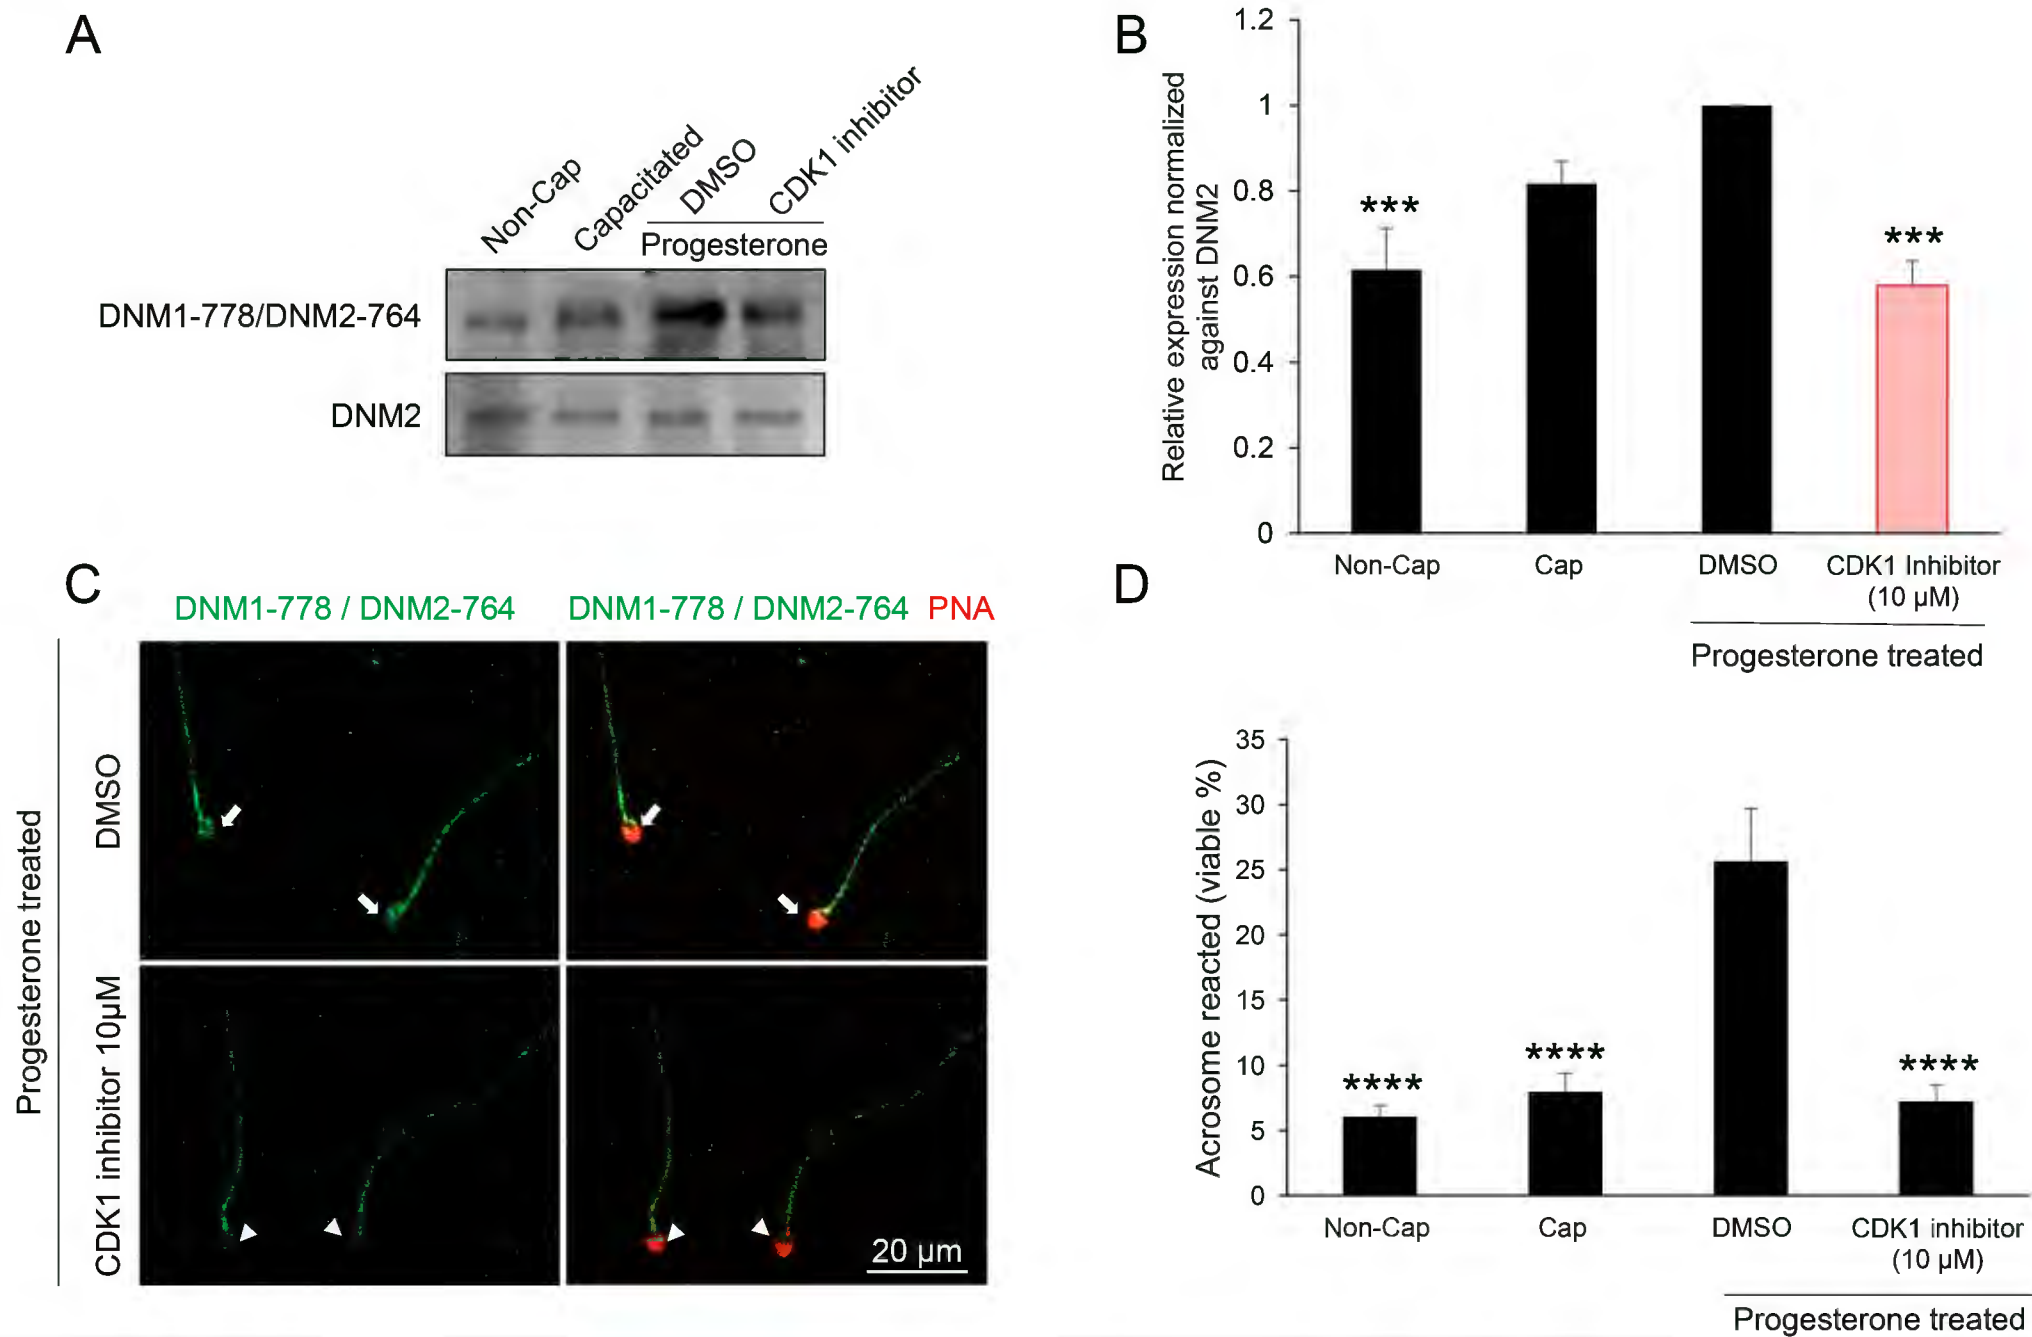 A
Non-Cap
Capacitated
DMSO
CDK1 inhibitor
Progesterone
DNM1-778/DNM2-764
DNM2
B
Relative expression normalized
against DNM2
1.2
1
0.8
0.6
0.4
0.2
0
***
***
Non-Cap
Cap
DMSO
CDK1 Inhibitor
(10 µM)
Progesterone treated
C
DNM1-778 / DNM2-764
DNM1-778 / DNM2-764 PNA
Progesterone treated
DMSO
CDK1 inhibitor 10µM
20 µm
D
Acrosome reacted (viable %)
35
30
25
20
15
10
5
0
****
****
****
Non-Cap
Cap
DMSO
CDK1 inhibitor
(10 µM)
Progesterone treated